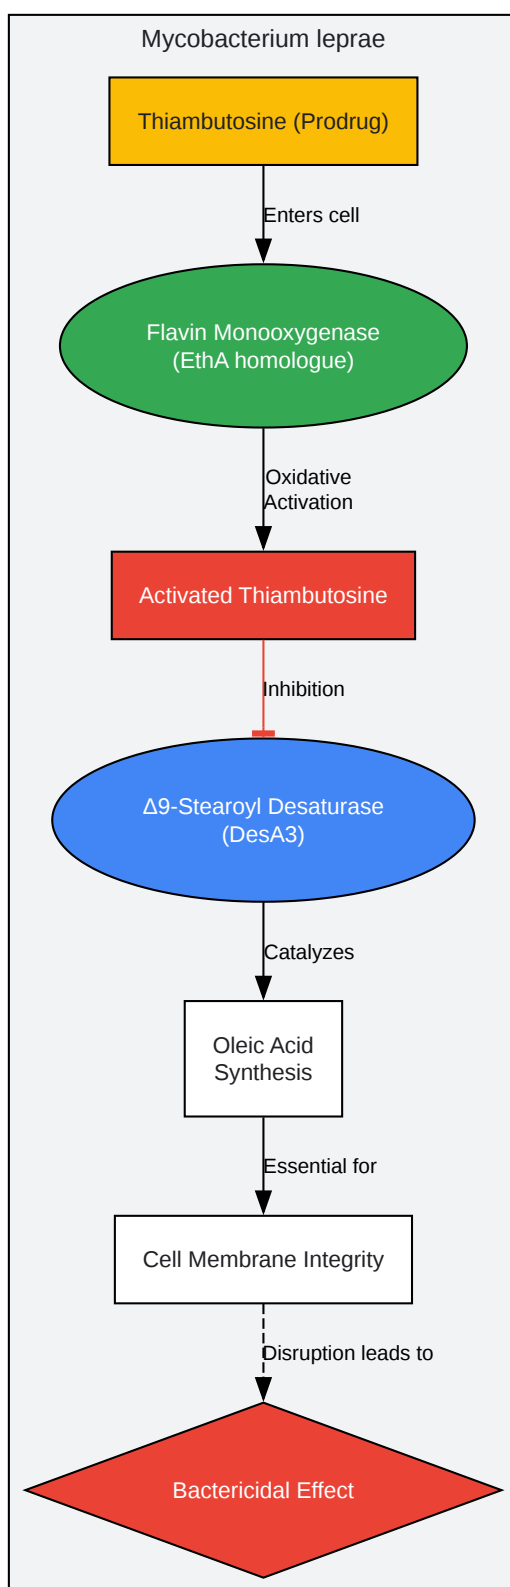 Mycobacterium leprae
Thiambutosine (Prodrug)
Enters cell
Flavin Monooxygenase
(EthA homologue)
Oxidative
Activation
Activated Thiambutosine
Inhibition
Δ9-Stearoyl Desaturase
(DesA3)
Catalyzes
Oleic Acid
Synthesis
Essential for
Cell Membrane Integrity
Disruption leads to
Bactericidal Effect